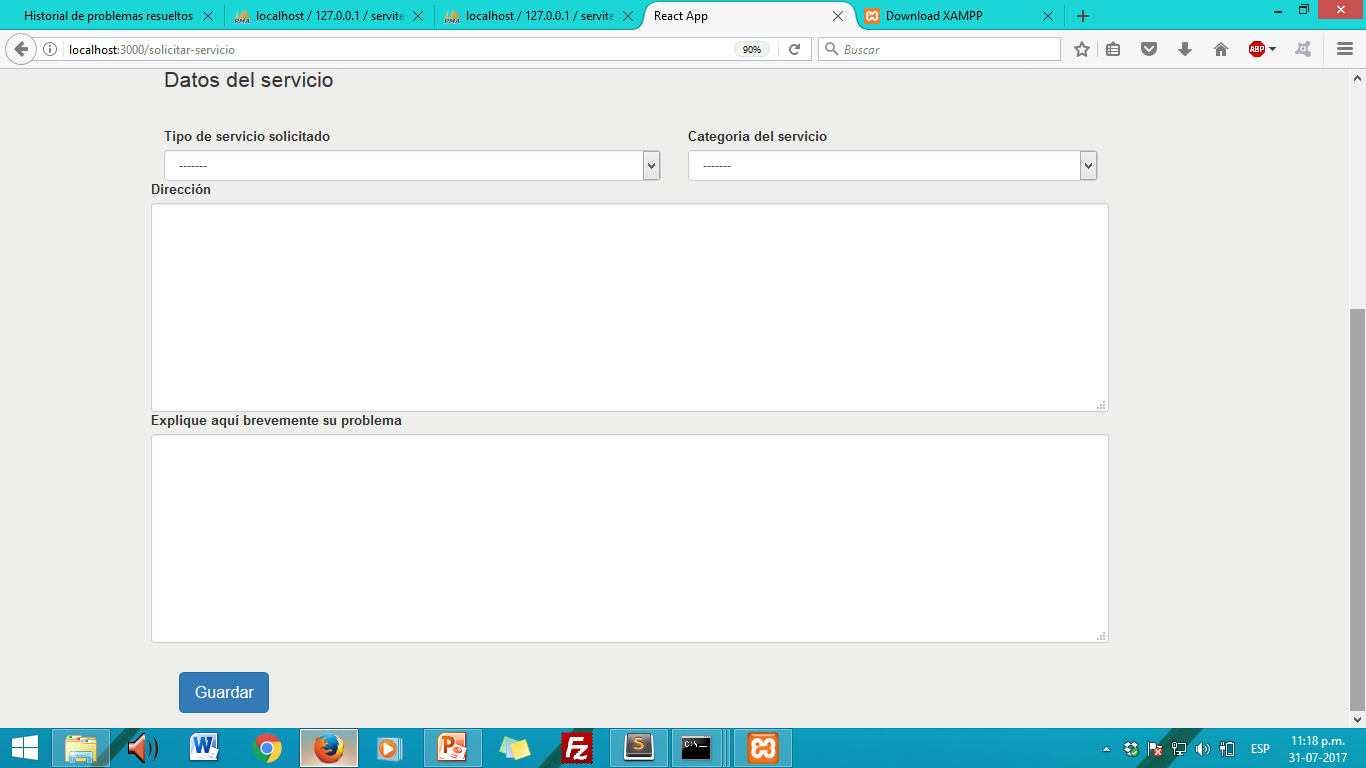 Historial de problemas resueltos
localhost / 127.0.0.1 / servite
localhost / 127.0.0.1 / servite
React App
Download XAMPP
localhost:3000/solicitar-servicio
90%
Buscar
ABP
Datos del servicio
Tipo de servicio solicitado
Categoria del servicio
-------
-------
Dirección
Explique aquí brevemente su problema
Guardar
ESP
11:18 p.m.
31-07-2017